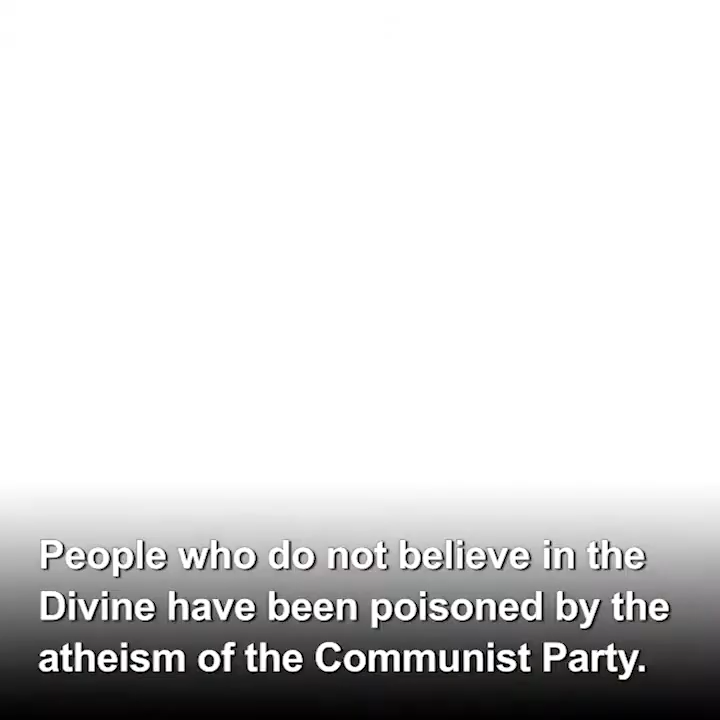 People who do not believe in the
Divine have been poisoned by the
atheism of the Communist Party.